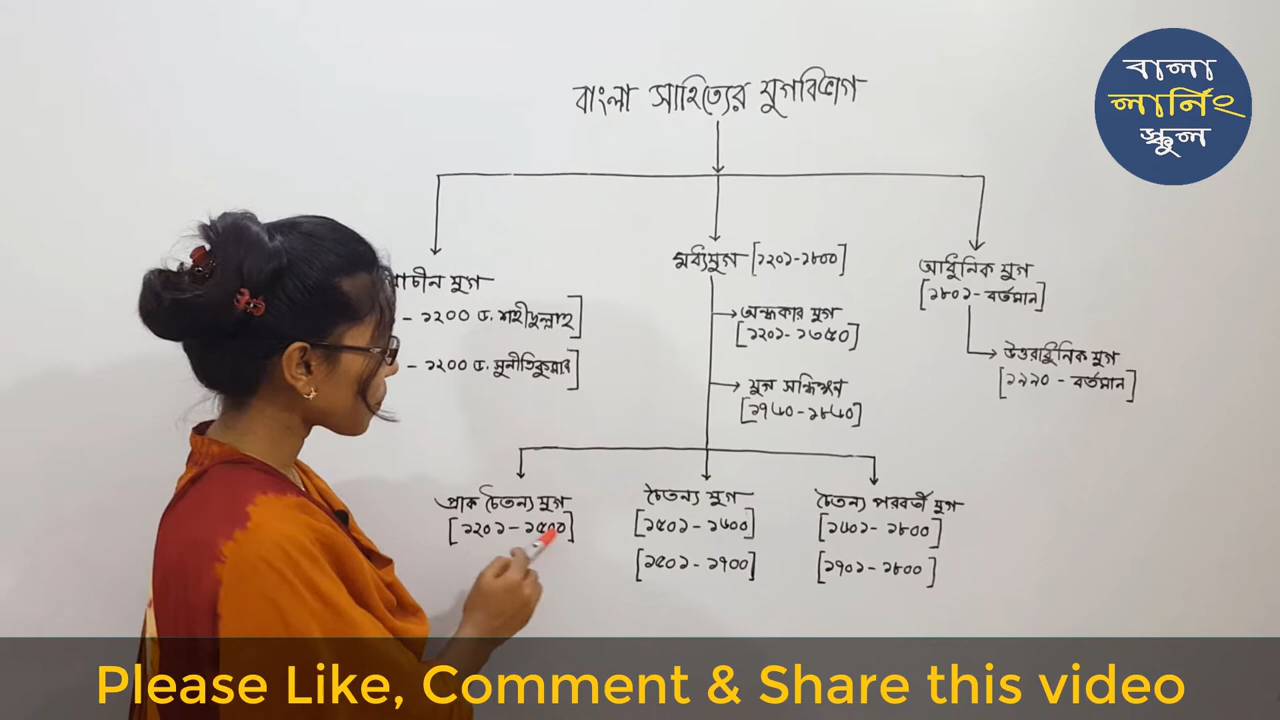 বাংলা সাহিত্যের যুগবিভাগ
বালা
লার্নিং
স্কুল
প্রাচীন যুগ
- ১২০০ ড. শহীদুল্লাহ]
- ১২০০ ড. সুনীতিকুমার]
মধ্যযুগ [১২০১-১৮০০]
অন্ধকার যুগ
[১২০১-১৩৫০]
যুগ সন্ধিক্ষণ
[১৭৬০-১৮৬০]
আধুনিক যুগ
[১৮০১-বর্তমান]
উত্তরাধুনিক যুগ
[১৯৯০ - বর্তমান]
প্রাক চৈতন্য যুগ
[১২০১ - ১৫০০]
চৈতন্য যুগ
[১৫০১ - ১৬০০]
[১৫০১ - ১৭০০]
চৈতন্য পরবর্তী যুগ
[১৬০১ - ১৮০০]
[১৭০১ - ১৮০০]
Please Like, Comment & Share this video